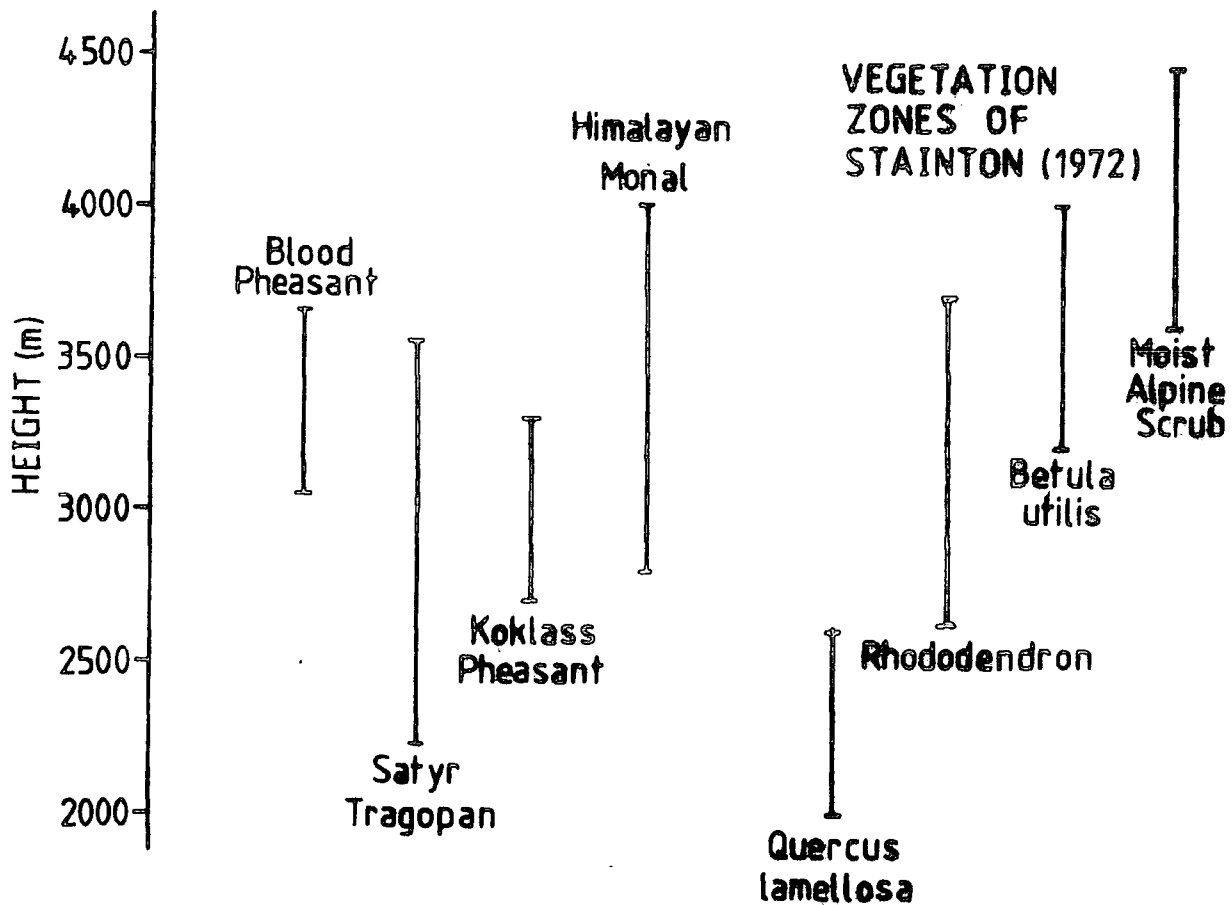 HEIGHT (m)
4500
4000
3500
3000
2500
2000
Blood
Pheasant
Satyr
Tragopan
Koklass
Pheasant
Himalayan
Monal
VEGETATION
ZONES OF
STAINTON (1972)
Quercus
lamellosa
Rhododendron
Betula
utilis
Moist
Alpine
Scrub